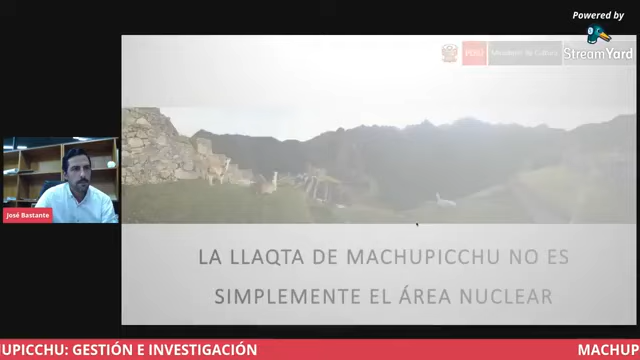 Powered by
StreamYard
PERÚ Ministerio de Cultura
José Bastante
LA LLAQTA DE MACHUPICCHU NO ES
SIMPLEMENTE EL ÁREA NUCLEAR
UPICCHU: GESTIÓN E INVESTIGACIÓN
MACHUP